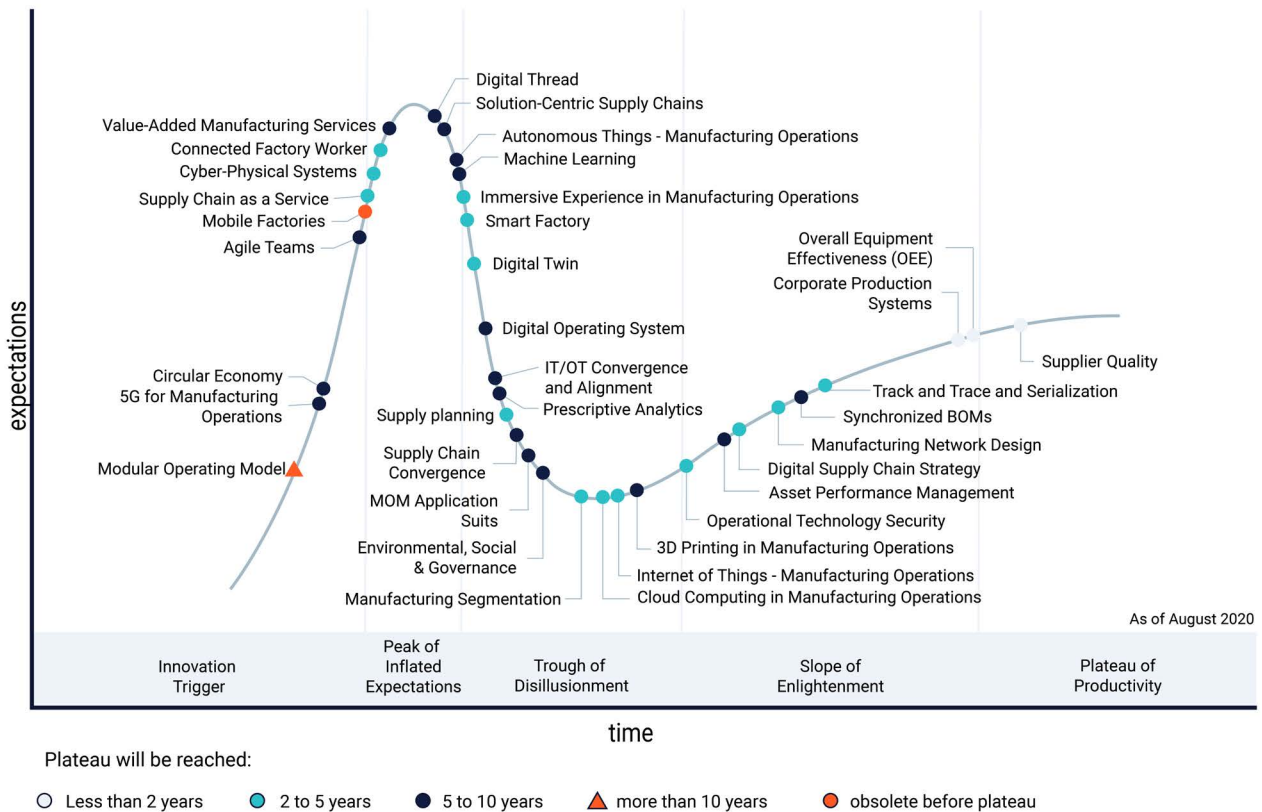 Digital Thread
Solution-Centric Supply Chains
Value-Added Manufacturing Services
Autonomous Things - Manufacturing Operations
Connected Factory Worker
Machine Learning
Cyber-Physical Systems
Supply Chain as a Service
Immersive Experience in Manufacturing Operations
Mobile Factories
Smart Factory
Agile Teams
Overall Equipment
Effectiveness (OEE)
Digital Twin
Corporate Production
Systems
Digital Operating System
expectations
Supplier Quality
IT/OT Convergence
and Alignment
Circular Economy
5G for Manufacturing
Operations
Prescriptive Analytics
Track and Trace and Serialization
Supply planning
Synchronized BOMs
Manufacturing Network Design
Supply Chain
Convergence
Modular Operating Model
Digital Supply Chain Strategy
Asset Performance Management
MOM Application
Suits
Operational Technology Security
Environmental, Social
& Governance
3D Printing in Manufacturing Operations
Internet of Things - Manufacturing Operations
Manufacturing Segmentation
Cloud Computing in Manufacturing Operations
As of August 2020
Innovation
Trigger
Peak of
Inflated
Expectations
Trough of
Disillusionment
Slope of
Enlightenment
Plateau of
Productivity
time
Plateau will be reached:
Less than 2 years
2 to 5 years
5 to 10 years
more than 10 years
obsolete before plateau